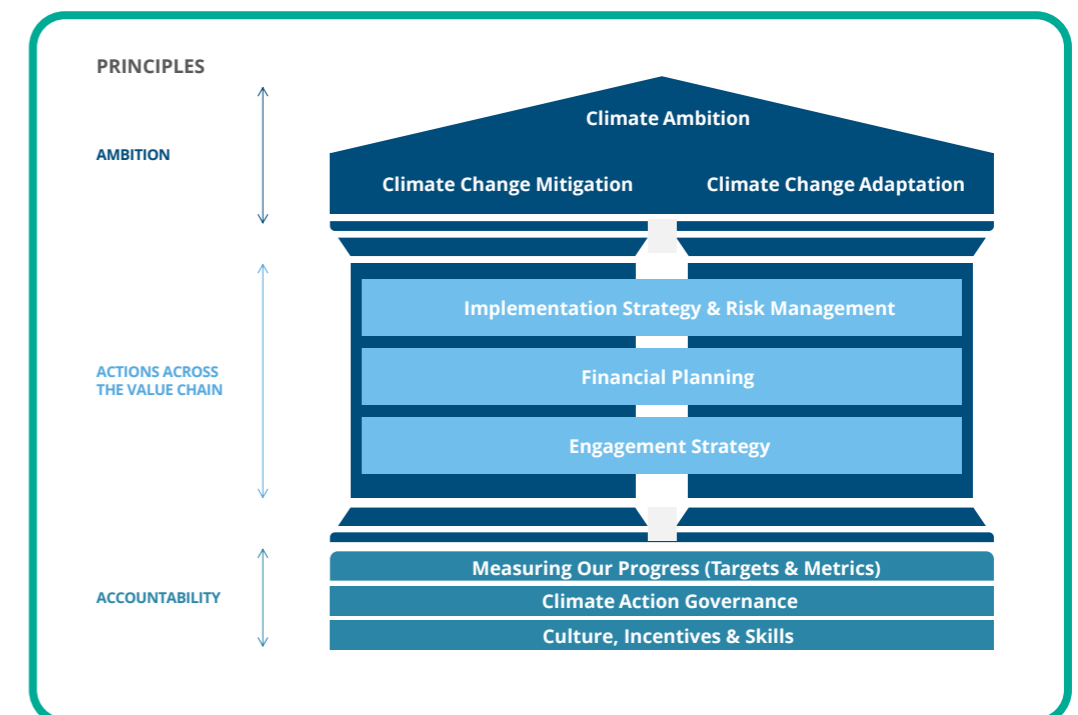 PRINCIPLES
Climate Ambition
AMBITION
Climate Change Mitigation
Climate Change Adaptation
Implementation Strategy & Risk Management
ACTIONS ACROSS
THE VALUE CHAIN
Financial Planning
Engagement Strategy
Measuring Our Progress (Targets & Metrics)
ACCOUNTABILITY
Climate Action Governance
Culture, Incentives & Skills